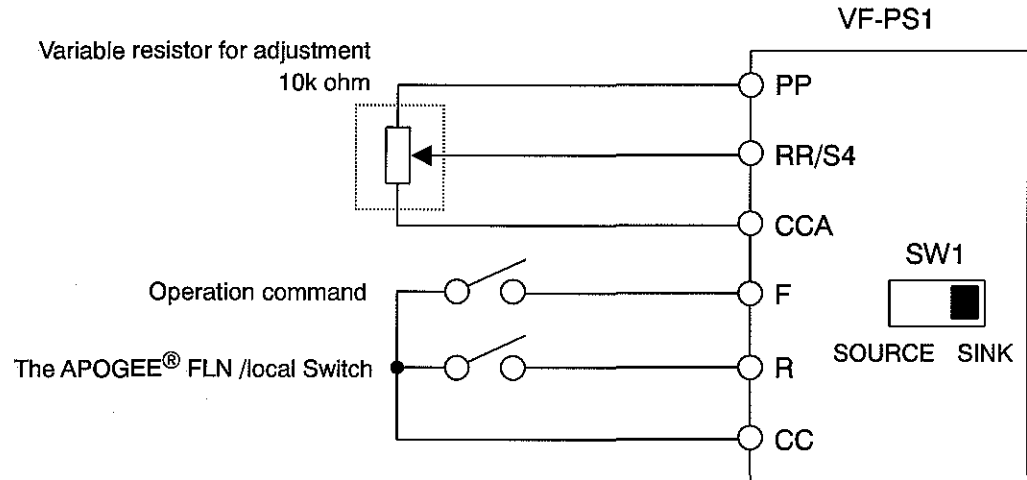 VF-PS1
Variable resistor for adjustment
10k ohm
PP
RR/S4
CCA
SW1
Operation command
F
SOURCE SINK
The APOGEE® FLN /local Switch
R
CC